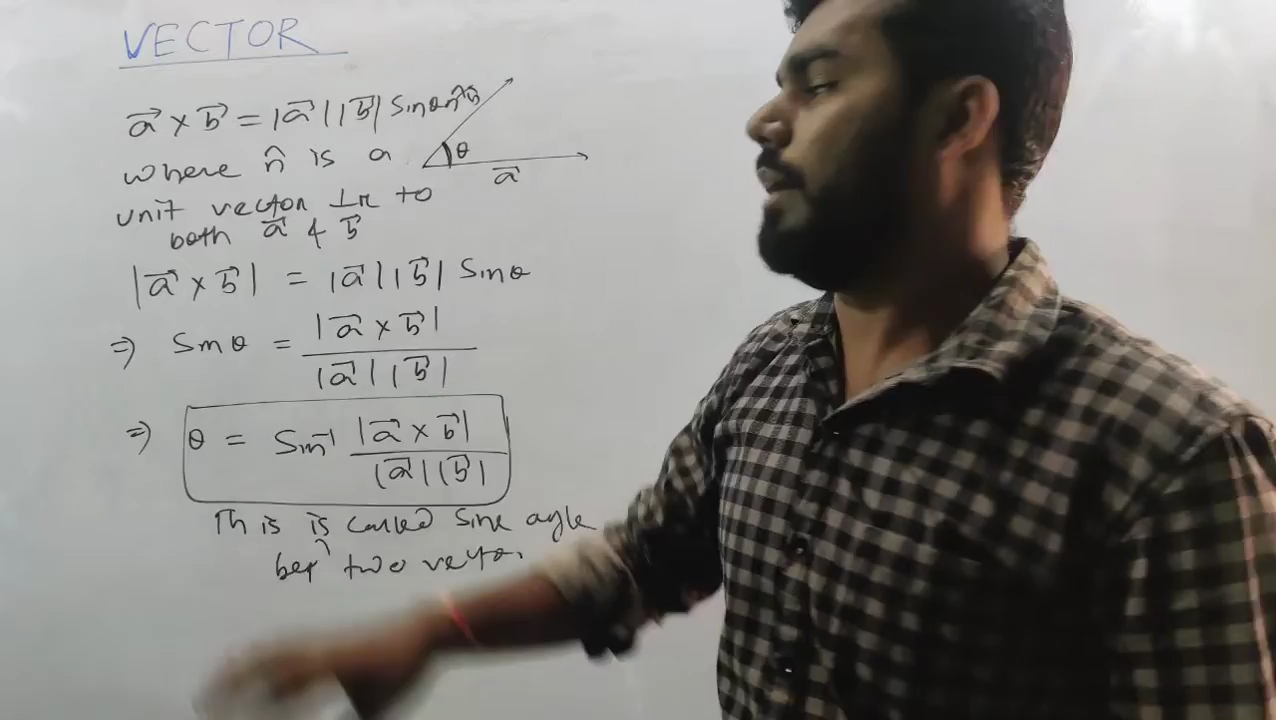 VECTOR
a⃗ × b⃗ = |a⃗| |b⃗| Sinθ n̂
θ
a⃗
where n̂ is a
unit vector ⊥r to
both a⃗ & b⃗
|a⃗ × b⃗| = |a⃗| |b⃗| Sinθ
⇒ Sinθ = |a⃗ × b⃗| / |a⃗| |b⃗|
⇒ θ = Sin⁻¹ |a⃗ × b⃗| / |a⃗| |b⃗|
This is called Sine angle
betⁿ two vector